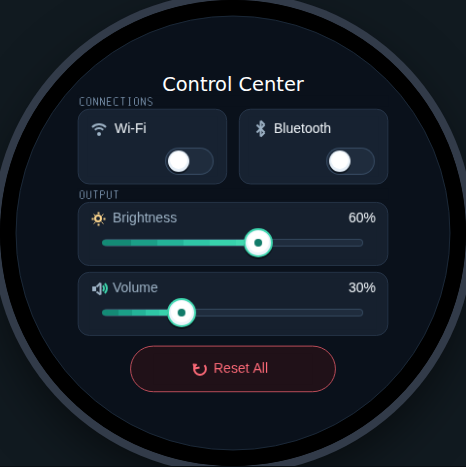 Control Center
CONNECTIONS
Wi-Fi
Bluetooth
OUTPUT
Brightness 60%
Volume 30%
Reset All